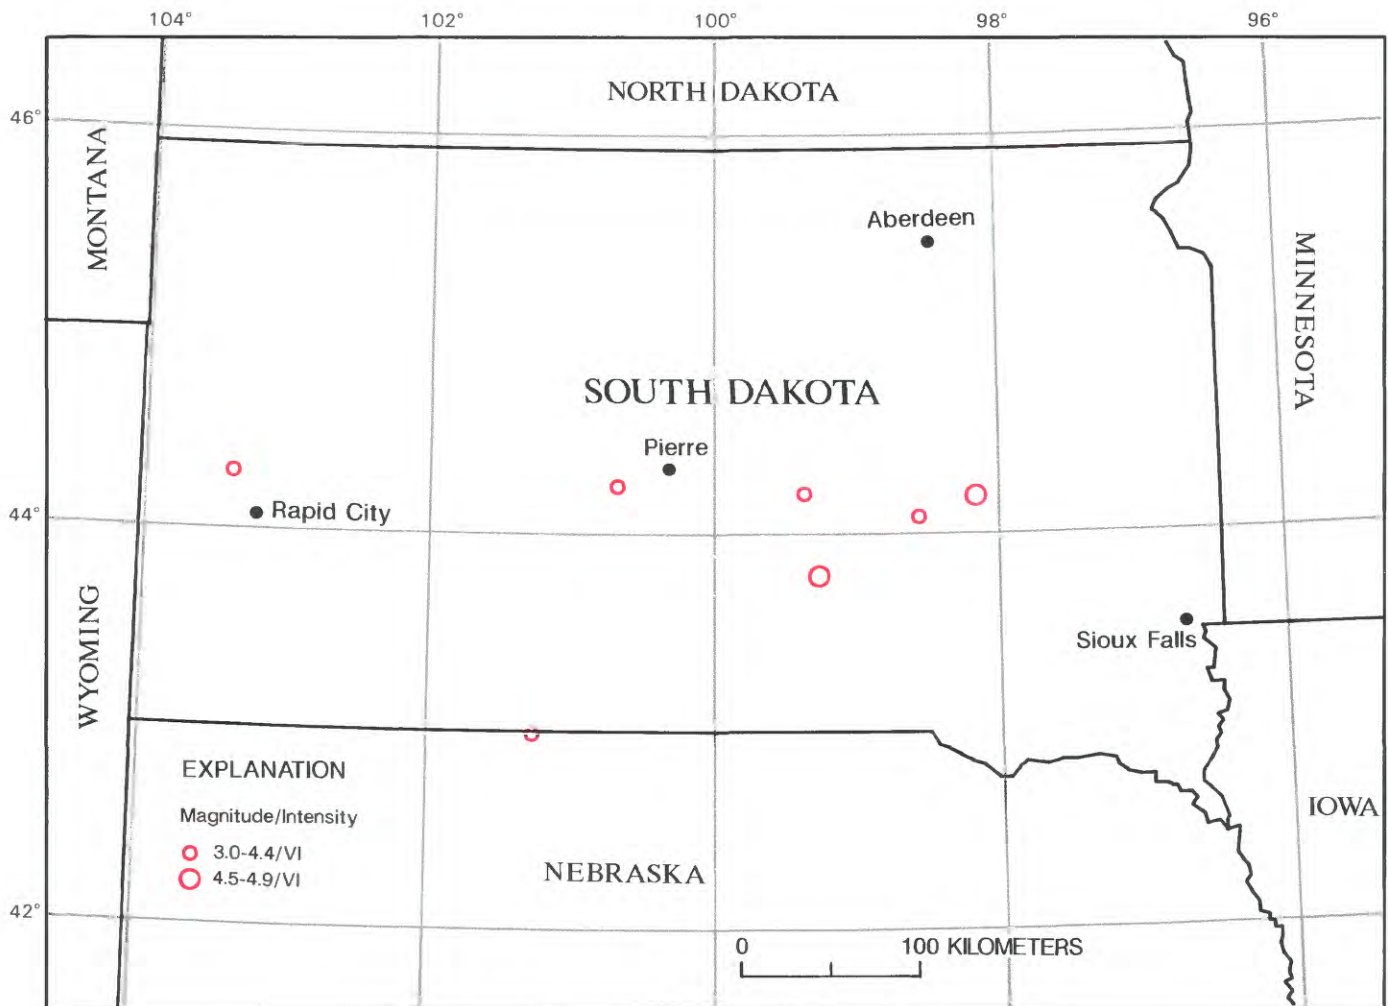 104° 102° 100° 98° 96°
NORTH DAKOTA
46°
MONTANA
Aberdeen
MINNESOTA
SOUTH DAKOTA
Pierre
44°
Rapid City
WYOMING
Sioux Falls
EXPLANATION
Magnitude/Intensity
3.0-4.4/VI
4.5-4.9/VI
IOWA
NEBRASKA
42°
0 100 KILOMETERS